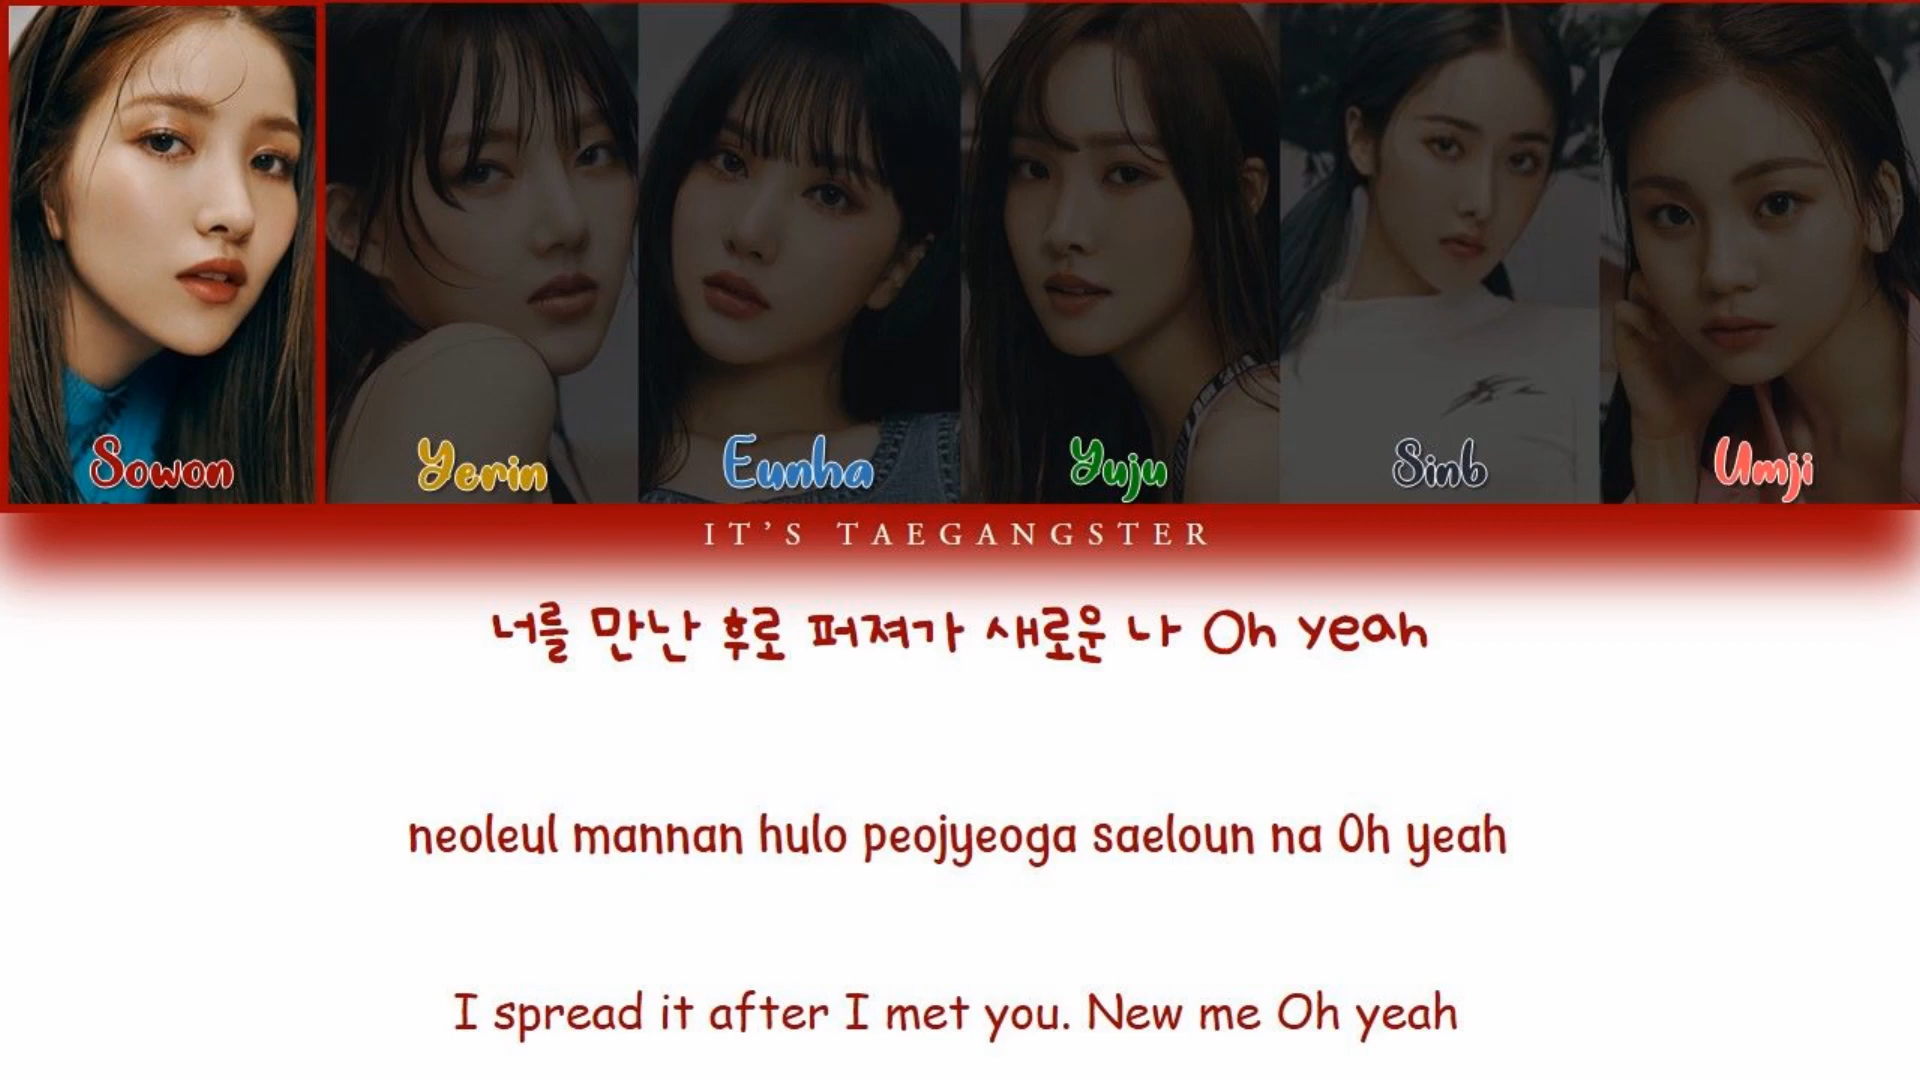 Sowon Yerin Eunha Yuju Sinb Umji
IT'S TAEGANGSTER
너를 만난 후로 퍼져가 새로운 나 Oh yeah
neoleul mannan hulo peojyeoga saeloun na Oh yeah
I spread it after I met you. New me Oh yeah